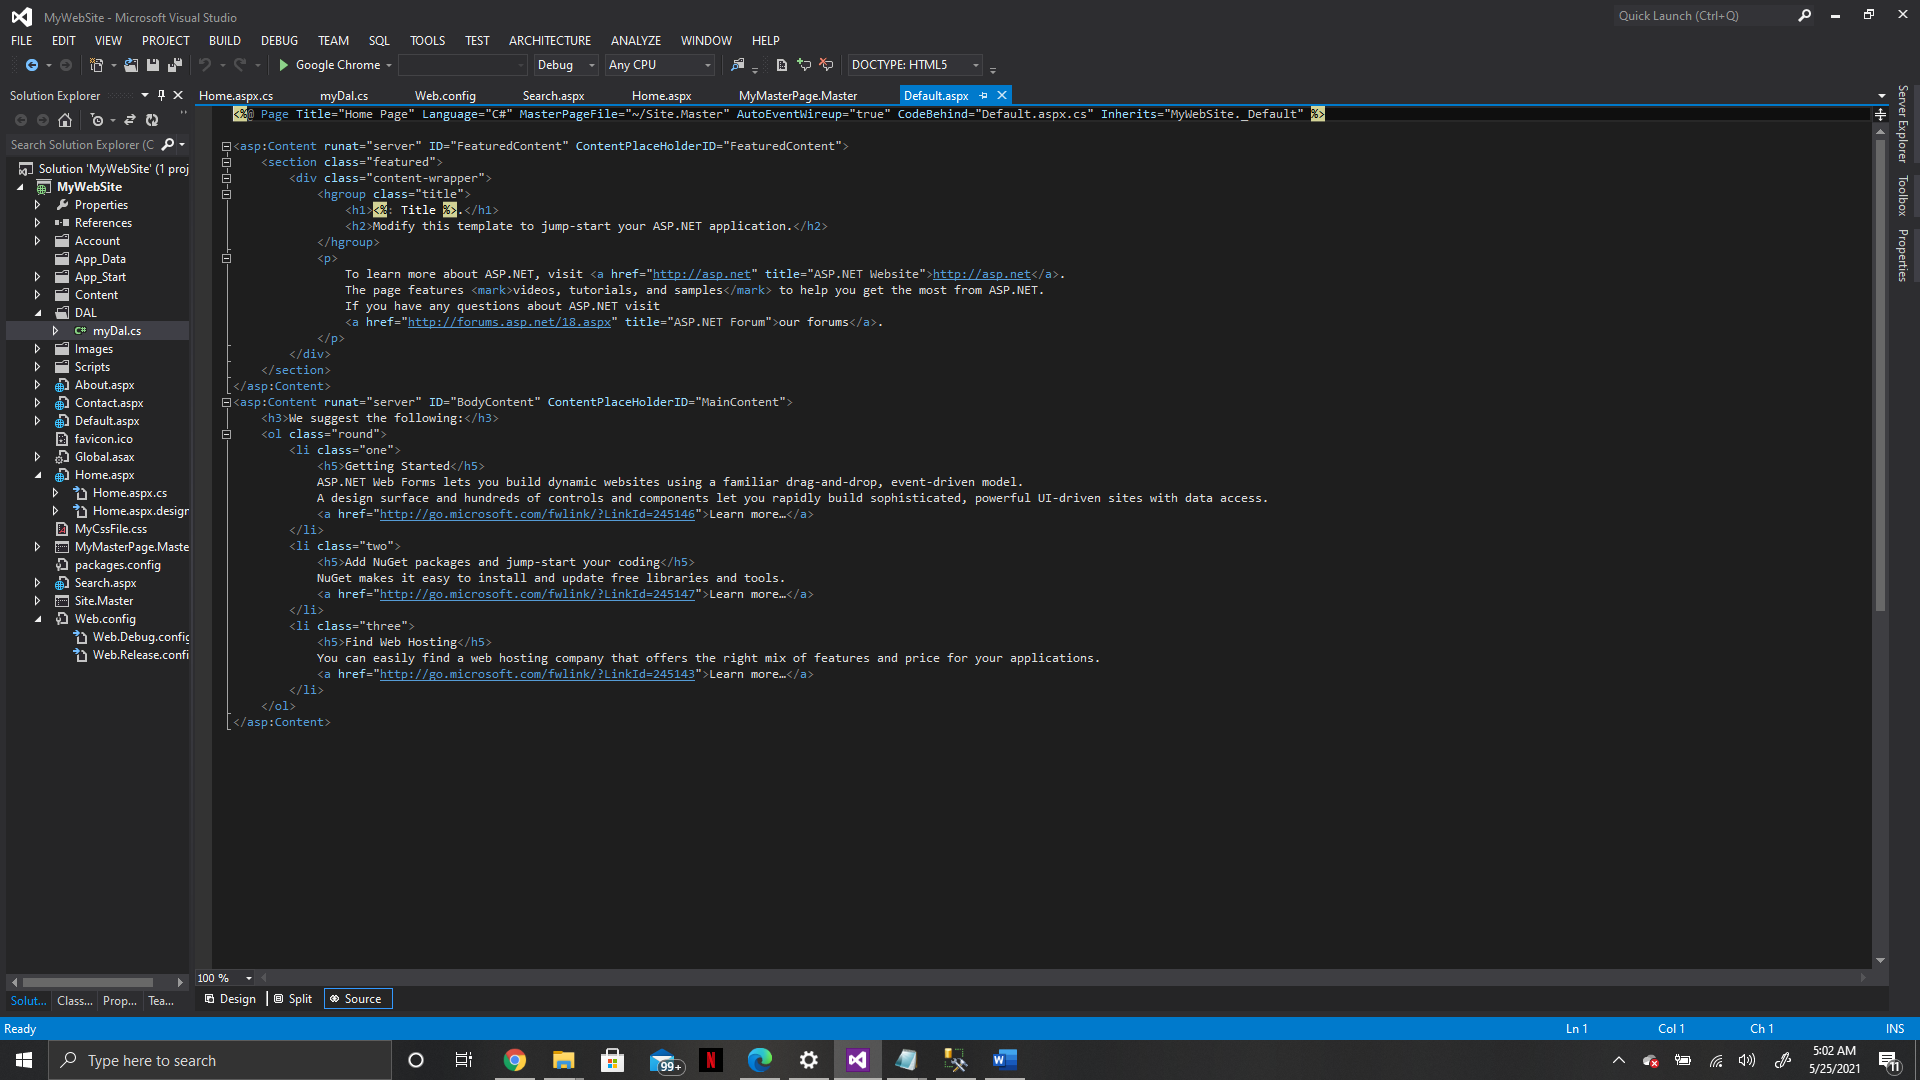 MyWebSite - Microsoft Visual Studio
Quick Launch (Ctrl+Q)
FILE EDIT VIEW PROJECT BUILD DEBUG TEAM SQL TOOLS TEST ARCHITECTURE ANALYZE WINDOW HELP
Google Chrome Debug Any CPU DOCTYPE: HTML5
Solution Explorer
Home.aspx.cs myDal.cs Web.config Search.aspx Home.aspx MyMasterPage.Master Default.aspx
Search Solution Explorer (C
Solution 'MyWebSite' (1 proj
MyWebSite
Properties
References
Account
App_Data
App_Start
Content
DAL
C# myDal.cs
Images
Scripts
About.aspx
Contact.aspx
Default.aspx
favicon.ico
Global.asax
Home.aspx
Home.aspx.cs
Home.aspx.design
MyCssFile.css
MyMasterPage.Maste
packages.config
Search.aspx
Site.Master
Web.config
Web.Debug.config
Web.Release.confi
Solut... Class... Prop... Tea...
<%@ Page Title="Home Page" Language="C#" MasterPageFile="~/Site.Master" AutoEventWireup="true" CodeBehind="Default.aspx.cs" Inherits="MyWebSite._Default" %>
<asp:Content runat="server" ID="FeaturedContent" ContentPlaceHolderID="FeaturedContent">
<section class="featured">
<div class="content-wrapper">
<hgroup class="title">
<h1><%: Title %>.</h1>
<h2>Modify this template to jump-start your ASP.NET application.</h2>
</hgroup>
<p>
To learn more about ASP.NET, visit <a href="http://asp.net" title="ASP.NET Website">http://asp.net</a>.
The page features <mark>videos, tutorials, and samples</mark> to help you get the most from ASP.NET.
If you have any questions about ASP.NET visit
<a href="http://forums.asp.net/18.aspx" title="ASP.NET Forum">our forums</a>.
</p>
</div>
</section>
</asp:Content>
<asp:Content runat="server" ID="BodyContent" ContentPlaceHolderID="MainContent">
<h3>We suggest the following:</h3>
<ol class="round">
<li class="one">
<h5>Getting Started</h5>
ASP.NET Web Forms lets you build dynamic websites using a familiar drag-and-drop, event-driven model.
A design surface and hundreds of controls and components let you rapidly build sophisticated, powerful UI-driven sites with data access.
<a href="http://go.microsoft.com/fwlink/?LinkId=245146">Learn more…</a>
</li>
<li class="two">
<h5>Add NuGet packages and jump-start your coding</h5>
NuGet makes it easy to install and update free libraries and tools.
<a href="http://go.microsoft.com/fwlink/?LinkId=245147">Learn more…</a>
</li>
<li class="three">
<h5>Find Web Hosting</h5>
You can easily find a web hosting company that offers the right mix of features and price for your applications.
<a href="http://go.microsoft.com/fwlink/?LinkId=245143">Learn more…</a>
</li>
</ol>
</asp:Content>
Server Explorer
Toolbox
Properties
100 %
Design Split Source
Ready Ln 1 Col 1 Ch 1 INS
Type here to search
99+
N
W
5:02 AM
5/25/2021
11